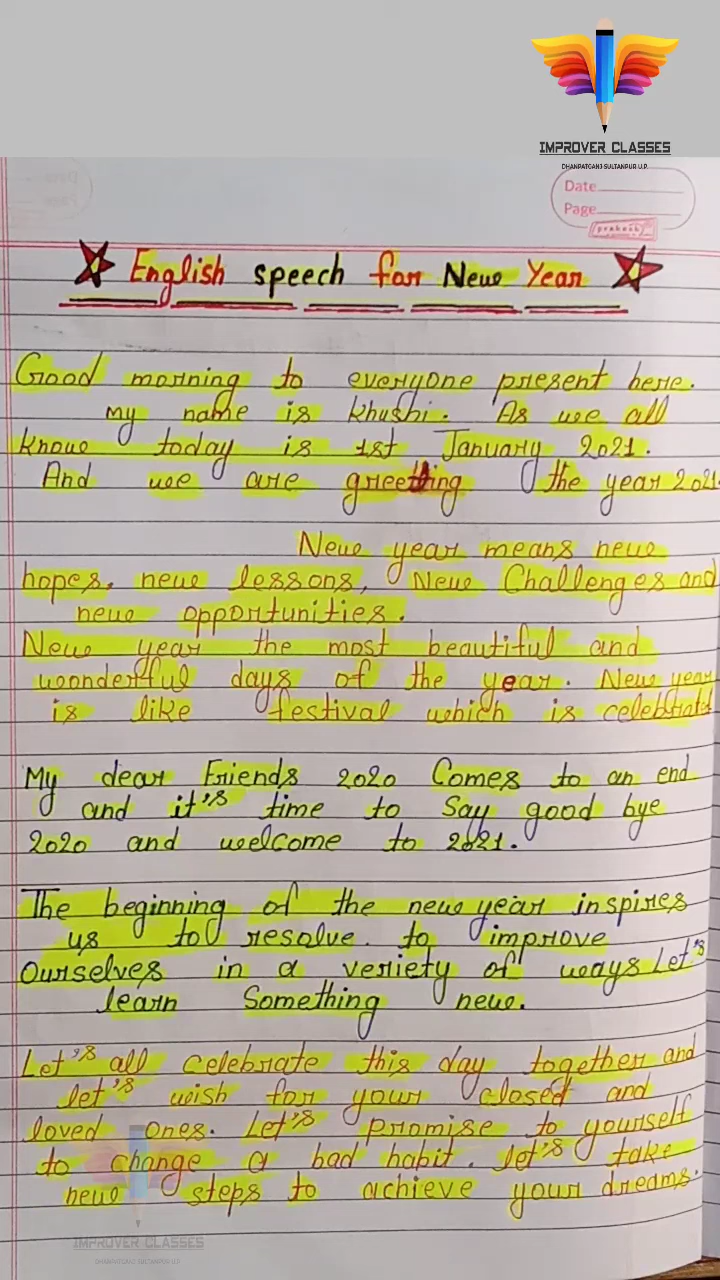 IMPROVER CLASSES
DHANPATGANJ SULTANPUR U.P.
Date
Page
prakash
English speech for New Year
Good morning to everyone present here.
My name is Khushi. As we all
know today is 1st January 2021.
And we are greeting the year 2021.
New year means new
hopes, new lessons, New Challenges and
new opportunities.
New year the most beautiful and
wonderful days of the year. New year
is like festival which is celebrated
My dear Friends 2020 Comes to an end
and it's time to Say good bye
2020 and welcome to 2021.
The beginning of the new year inspires
us to resolve. to improve
Ourselves in a veriety of ways Let's
learn Something new.
Let's all celebrate this day together and
let's wish for your closed and
loved ones. Let's promise to yourself
to change a bad habit. let's take
new steps to achieve your dreams.
IMPROVER CLASSES
DHANPATGANJ SULTANPUR U.P.